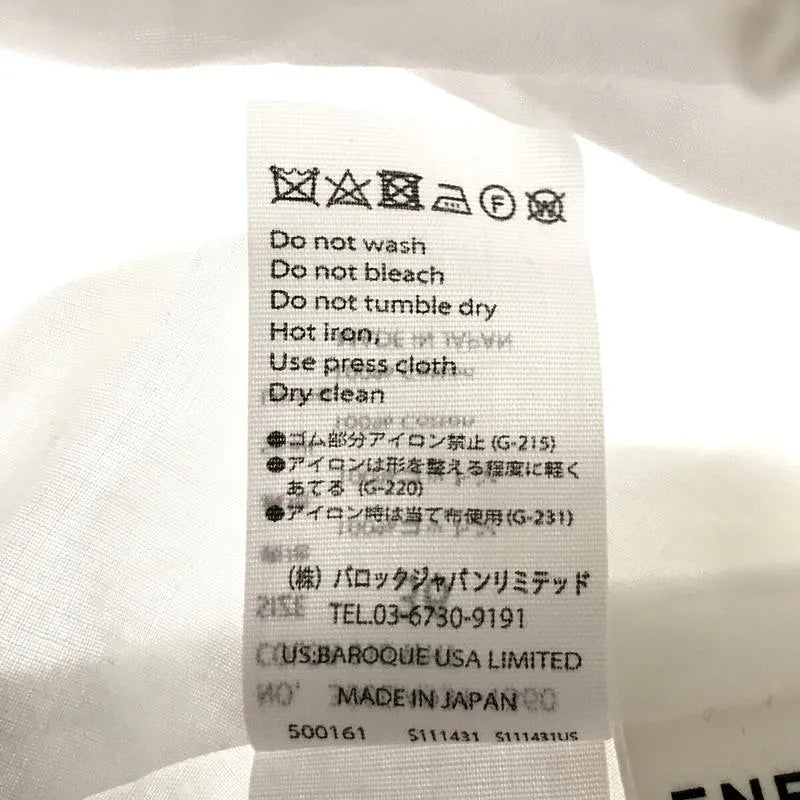 F
W
Do not wash
Do not bleach
Do not tumble dry
Hot iron,
Use press cloth
Dry clean
●ゴム部分アイロン禁止(G-215)
●アイロンは形を整える程度に軽く
あてる (G-220)
●アイロン時は当て布使用(G-231)
(株) バロックジャパンリミテッド
TEL.03-6730-9191
US:BAROQUE USA LIMITED
MADE IN JAPAN
500161 S111431 S111431US